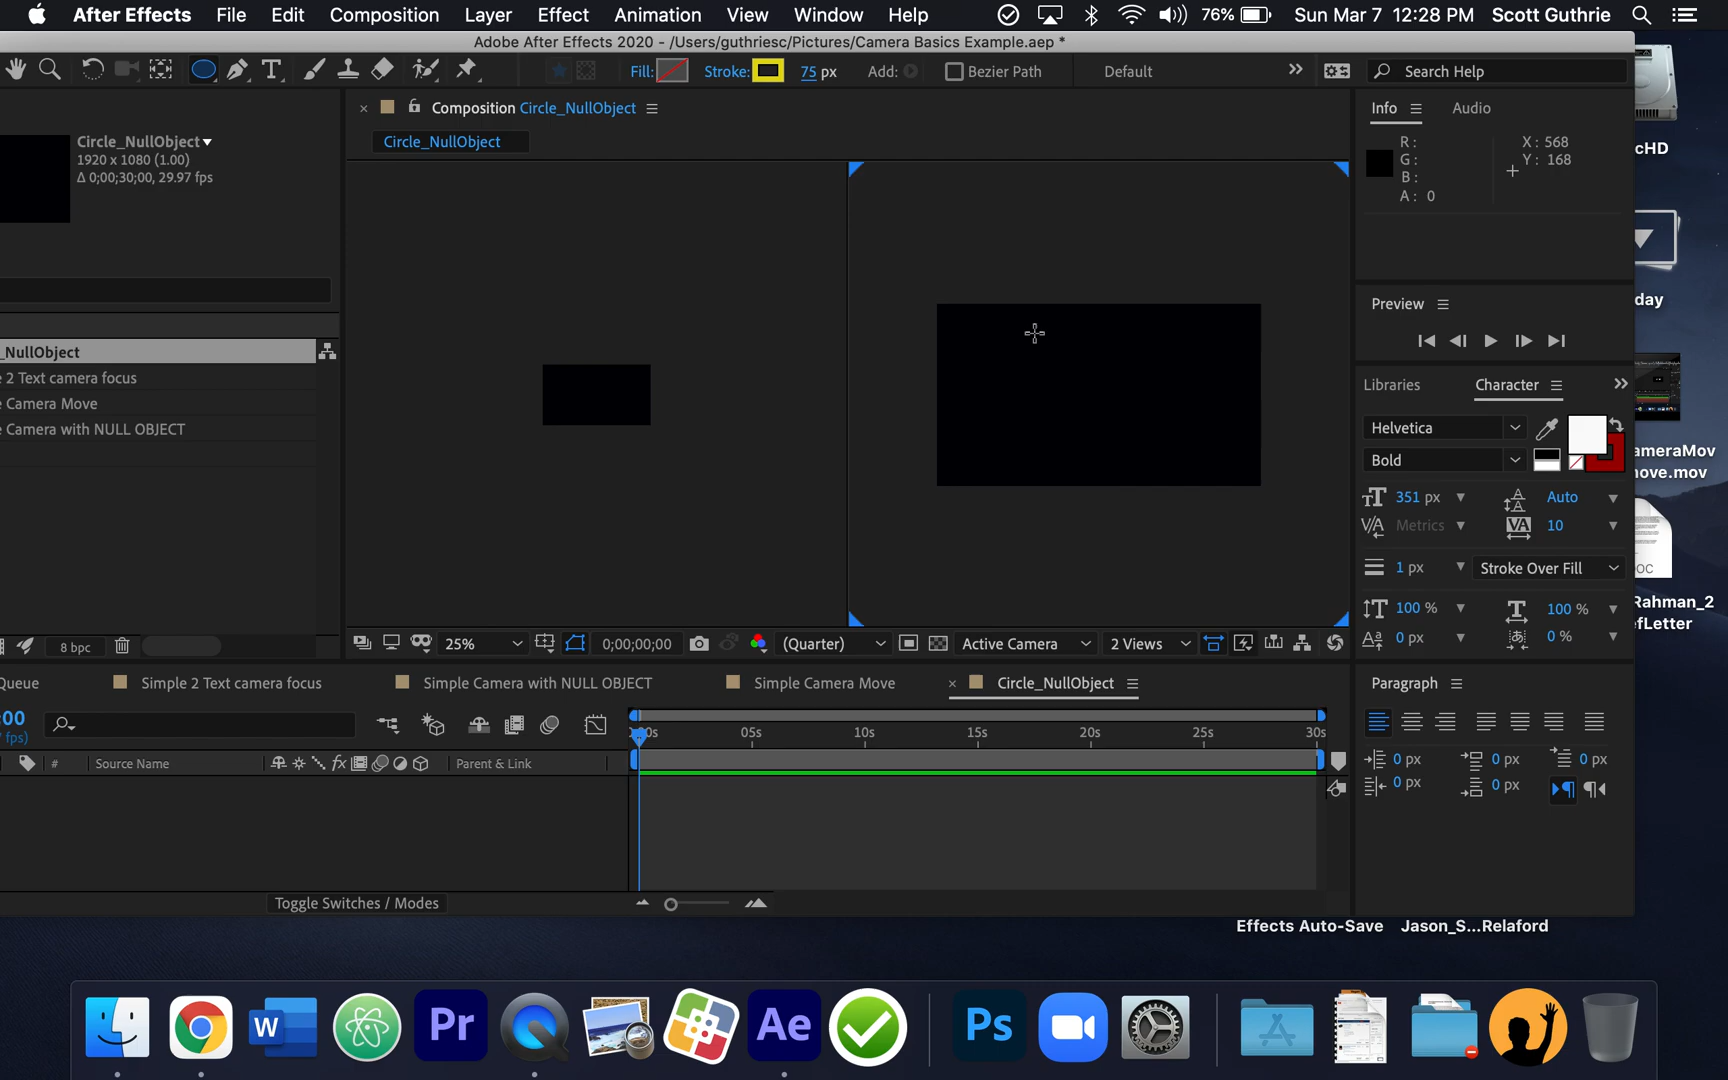 After Effects File Edit Composition Layer Effect Animation View Window Help 76% Sun Mar 7 12:28 PM Scott Guthrie
Adobe After Effects 2020 - /Users/guthriesc/Pictures/Camera Basics Example.aep *
Fill: Stroke: 75 px Add: Bezier Path Default Search Help
Composition Circle_NullObject
Circle_NullObject
Circle_NullObject
1920 x 1080 (1.00)
Δ 0;00;30;00, 29.97 fps
_NullObject
e 2 Text camera focus
e Camera Move
e Camera with NULL OBJECT
8 bpc
25% 0;00;00;00 (Quarter) Active Camera 2 Views
Info Audio
R: X: 568
G: Y: 168
B:
A: 0
Preview
Libraries Character
Helvetica
Bold
351 px Auto
Metrics 10
1 px Stroke Over Fill
100 % 100 %
0 px 0 %
Paragraph
0 px 0 px 0 px
0 px 0 px
Queue Simple 2 Text camera focus Simple Camera with NULL OBJECT Simple Camera Move Circle_NullObject
:00
fps)
# Source Name fx Parent & Link
00s 05s 10s 15s 20s 25s 30s
Toggle Switches / Modes
cHD
day
ameraMov
nove.mov
OC
Rahman_2
efLetter
Effects Auto-Save Jason_S...Relaford
W Pr Ae Ps